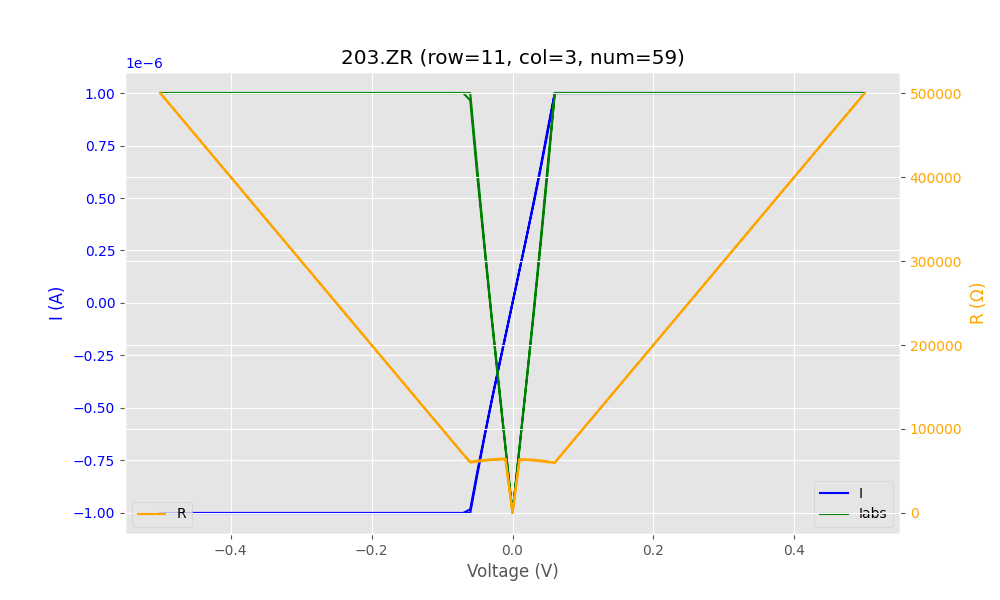 203.ZR (row=11, col=3, num=59)
1e−6
1.00
0.75
0.50
0.25
0.00
−0.25
−0.50
−0.75
−1.00
I (A)
500000
400000
300000
200000
100000
0
R (Ω)
R
I
Iabs
−0.4
−0.2
0.0
0.2
0.4
Voltage (V)